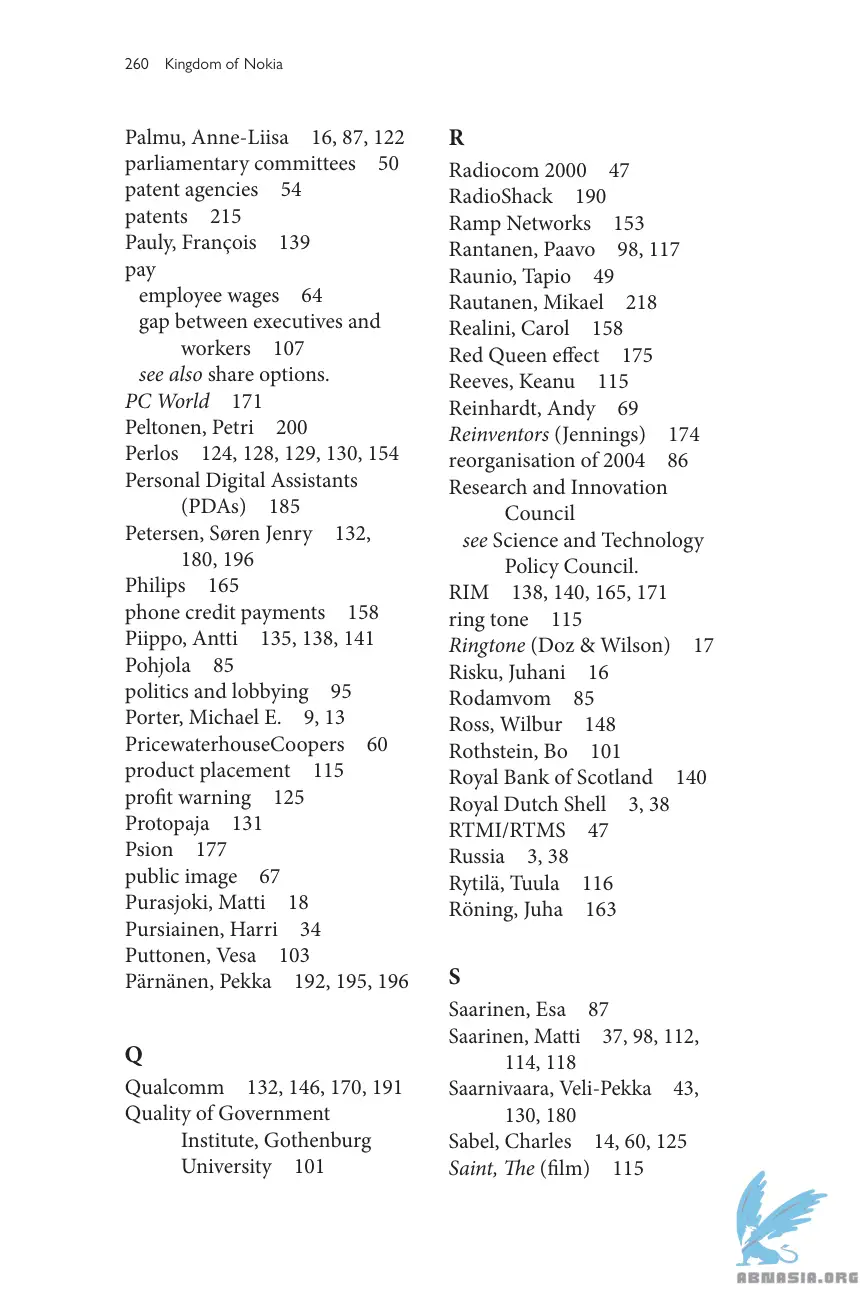 260 Kingdom of Nokia
Palmu, Anne-Liisa 16, 87, 122
parliamentary committees 50
patent agencies 54
patents 215
Pauly, François 139
pay
employee wages 64
gap between executives and
workers 107
see also share options.
PC World 171
Peltonen, Petri 200
Perlos 124, 128, 129, 130, 154
Personal Digital Assistants
(PDAs) 185
Petersen, Søren Jenry 132,
180, 196
Philips 165
phone credit payments 158
Piippo, Antti 135, 138, 141
Pohjola 85
politics and lobbying 95
Porter, Michael E. 9, 13
PricewaterhouseCoopers 60
product placement 115
profit warning 125
Protopaja 131
Psion 177
public image 67
Purasjoki, Matti 18
Pursiainen, Harri 34
Puttonen, Vesa 103
Pärnänen, Pekka 192, 195, 196
Q
Qualcomm 132, 146, 170, 191
Quality of Government
Institute, Gothenburg
University 101
R
Radiocom 2000 47
RadioShack 190
Ramp Networks 153
Rantanen, Paavo 98, 117
Raunio, Tapio 49
Rautanen, Mikael 218
Realini, Carol 158
Red Queen effect 175
Reeves, Keanu 115
Reinhardt, Andy 69
Reinventors (Jennings) 174
reorganisation of 2004 86
Research and Innovation
Council
see Science and Technology
Policy Council.
RIM 138, 140, 165, 171
ring tone 115
Ringtone (Doz & Wilson) 17
Risku, Juhani 16
Rodamvom 85
Ross, Wilbur 148
Rothstein, Bo 101
Royal Bank of Scotland 140
Royal Dutch Shell 3, 38
RTMI/RTMS 47
Russia 3, 38
Rytilä, Tuula 116
Röning, Juha 163
S
Saarinen, Esa 87
Saarinen, Matti 37, 98, 112,
114, 118
Saarnivaara, Veli-Pekka 43,
130, 180
Sabel, Charles 14, 60, 125
Saint, The (film) 115
ABNASIA.ORG